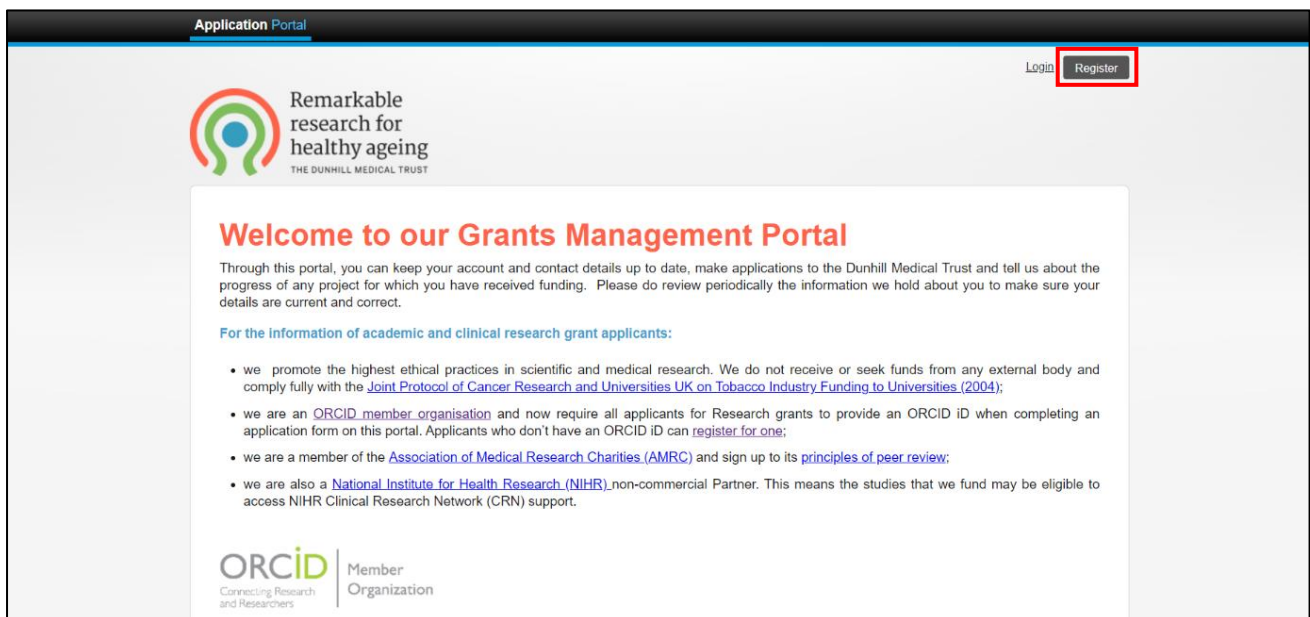 Application Portal
Login Register
Remarkable
research for
healthy ageing
THE DUNHILL MEDICAL TRUST
Welcome to our Grants Management Portal
Through this portal, you can keep your account and contact details up to date, make applications to the Dunhill Medical Trust and tell us about the
progress of any project for which you have received funding. Please do review periodically the information we hold about you to make sure your
details are current and correct.
For the information of academic and clinical research grant applicants:
• we promote the highest ethical practices in scientific and medical research. We do not receive or seek funds from any external body and
comply fully with the Joint Protocol of Cancer Research and Universities UK on Tobacco Industry Funding to Universities (2004);
• we are an ORCID member organisation and now require all applicants for Research grants to provide an ORCID iD when completing an
application form on this portal. Applicants who don't have an ORCID iD can register for one;
• we are a member of the Association of Medical Research Charities (AMRC) and sign up to its principles of peer review;
• we are also a National Institute for Health Research (NIHR) non-commercial Partner. This means the studies that we fund may be eligible to
access NIHR Clinical Research Network (CRN) support.
ORCID
Connecting Research
and Researchers
Member
Organization